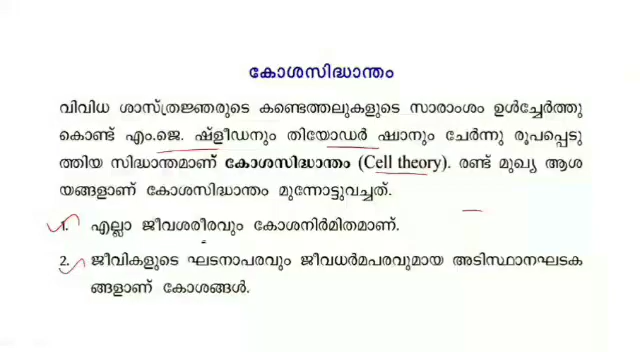 കോശസിദ്ധാന്തം
വിവിധ ശാസ്ത്രജ്ഞരുടെ കണ്ടെത്തലുകളുടെ സാരാംശം ഉൾച്ചേർത്തു
കൊണ്ട് എം.ജെ. ഷ്ളീഡനും തിയോഡർ ഷ്വാനും ചേർന്നു രൂപപ്പെടു
ത്തിയ സിദ്ധാന്തമാണ് കോശസിദ്ധാന്തം (Cell theory). രണ്ട് മുഖ്യ ആശ
യങ്ങളാണ് കോശസിദ്ധാന്തം മുന്നോട്ടുവച്ചത്.
1. എല്ലാ ജീവശരീരവും കോശനിർമിതമാണ്.
2. ജീവികളുടെ ഘടനാപരവും ജീവധർമപരവുമായ അടിസ്ഥാനഘടക
ങ്ങളാണ് കോശങ്ങൾ.